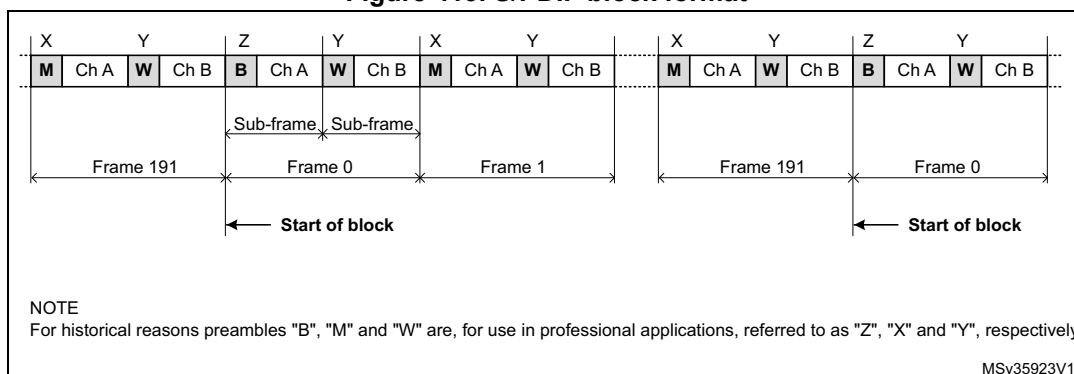 X Y Z Y X Y X Y Z Y
M Ch A W Ch B B Ch A W Ch B M Ch A W Ch B M Ch A W Ch B B Ch A W Ch B
Sub-frame Sub-frame
Frame 191 Frame 0 Frame 1 Frame 191 Frame 0
Start of block Start of block
NOTE
For historical reasons preambles "B", "M" and "W" are, for use in professional applications, referred to as "Z", "X" and "Y", respectively
MSv35923V1